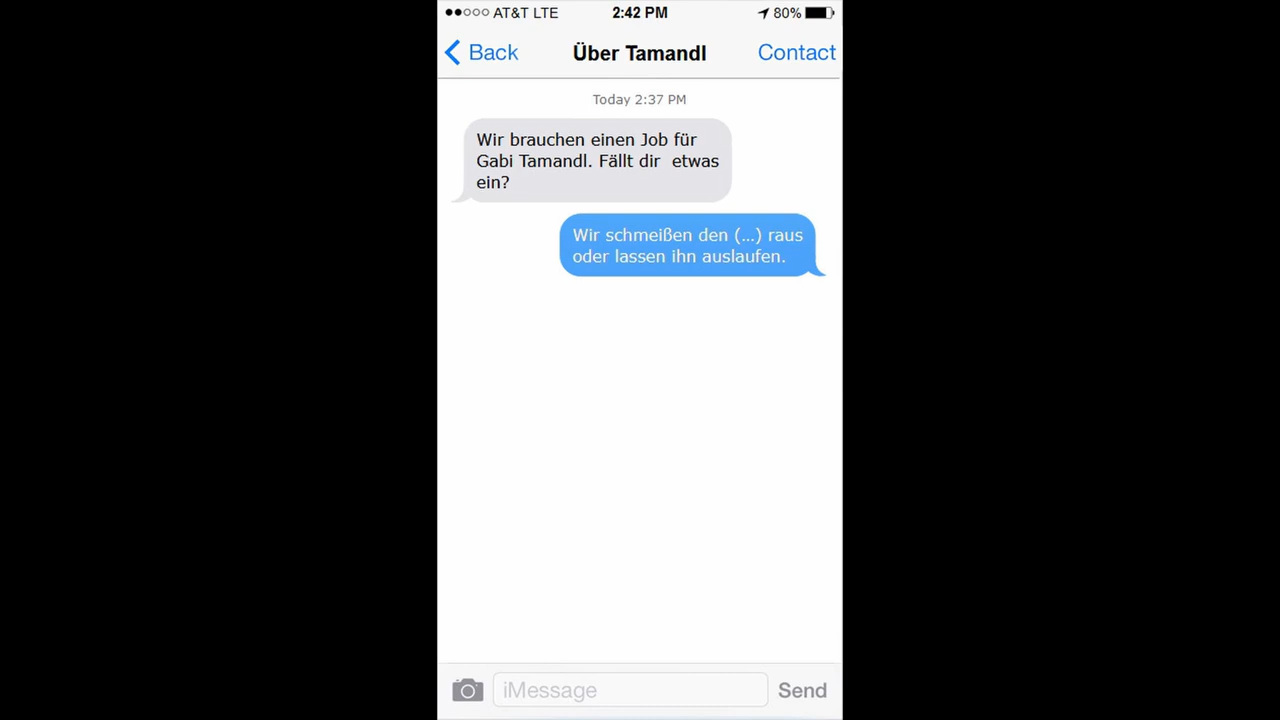 AT&T LTE 2:42 PM 80%
Back Über Tamandl Contact
Today 2:37 PM
Wir brauchen einen Job für
Gabi Tamandl. Fällt dir etwas
ein?
Wir schmeißen den (...) raus
oder lassen ihn auslaufen.
iMessage Send